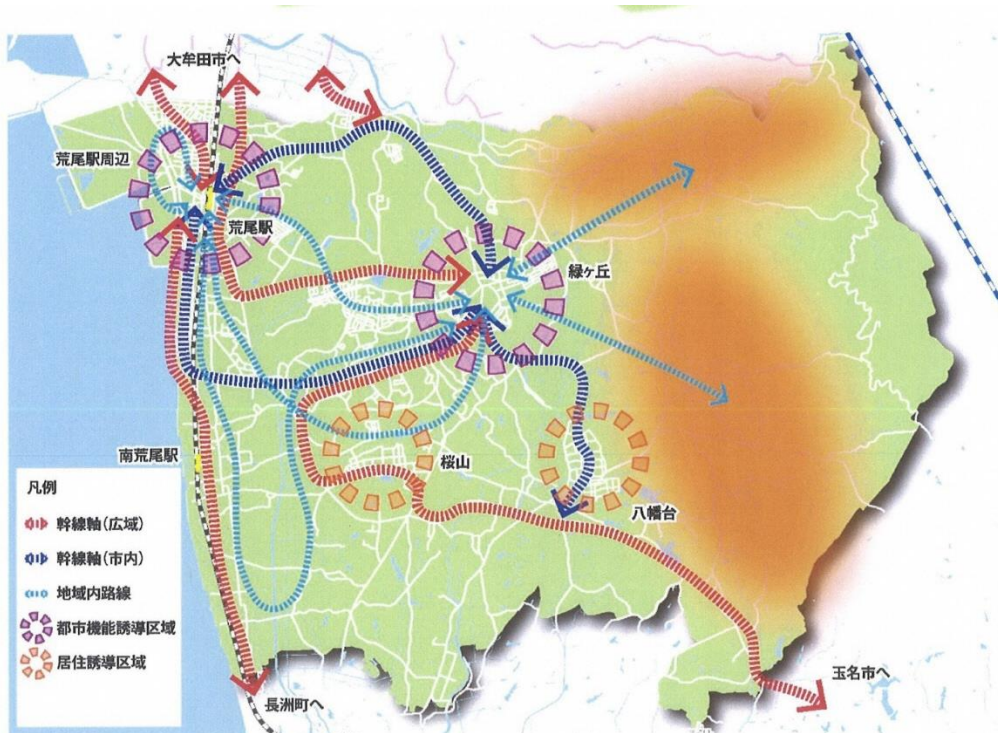 大牟田市へ
荒尾駅周辺
荒尾駅
緑ヶ丘
南荒尾駅
桜山
八幡台
凡例
幹線軸(広域)
幹線軸(市内)
地域内路線
都市機能誘導区域
居住誘導区域
長洲町へ
玉名市へ